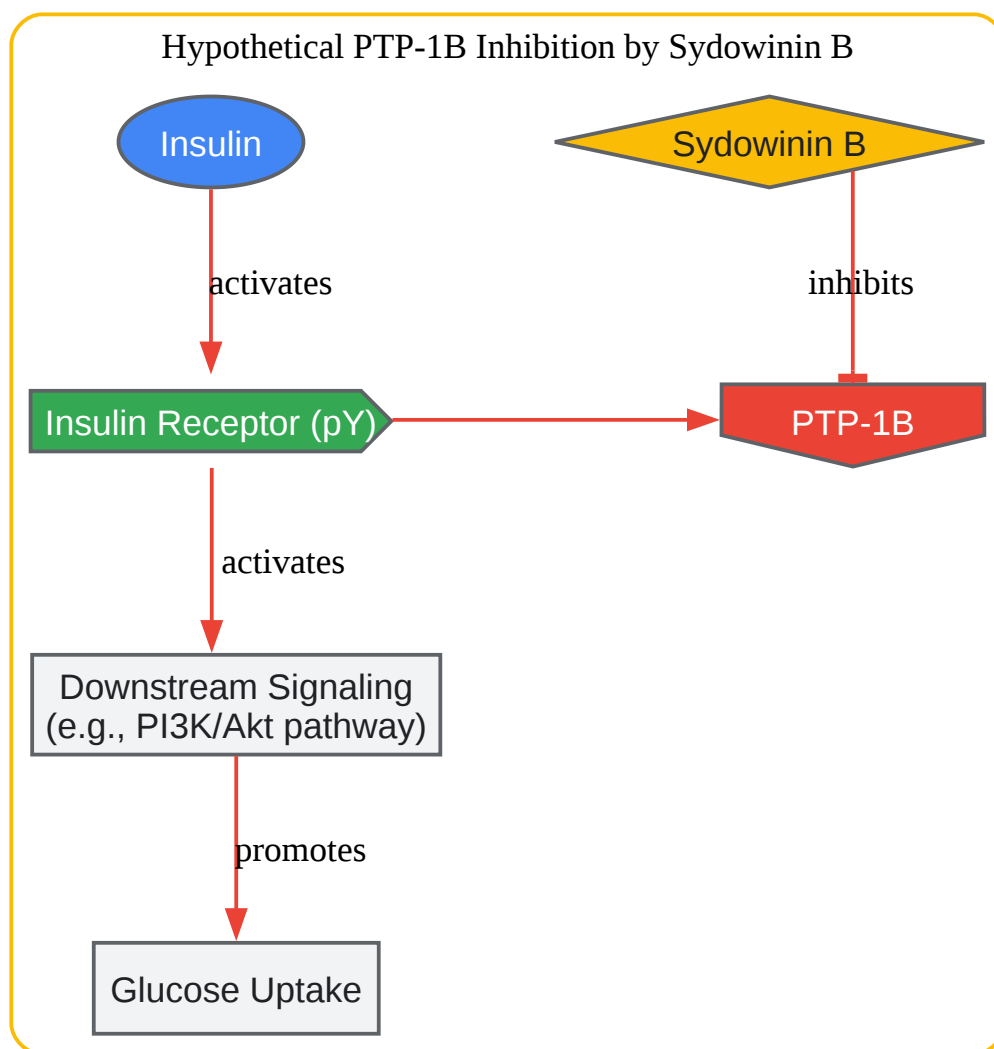 Hypothetical PTP-1B Inhibition by Sydowinin B
Insulin
Sydowinin B
activates
inhibits
Insulin Receptor (pY)
PTP-1B
activates
Downstream Signaling
(e.g., PI3K/Akt pathway)
promotes
Glucose Uptake